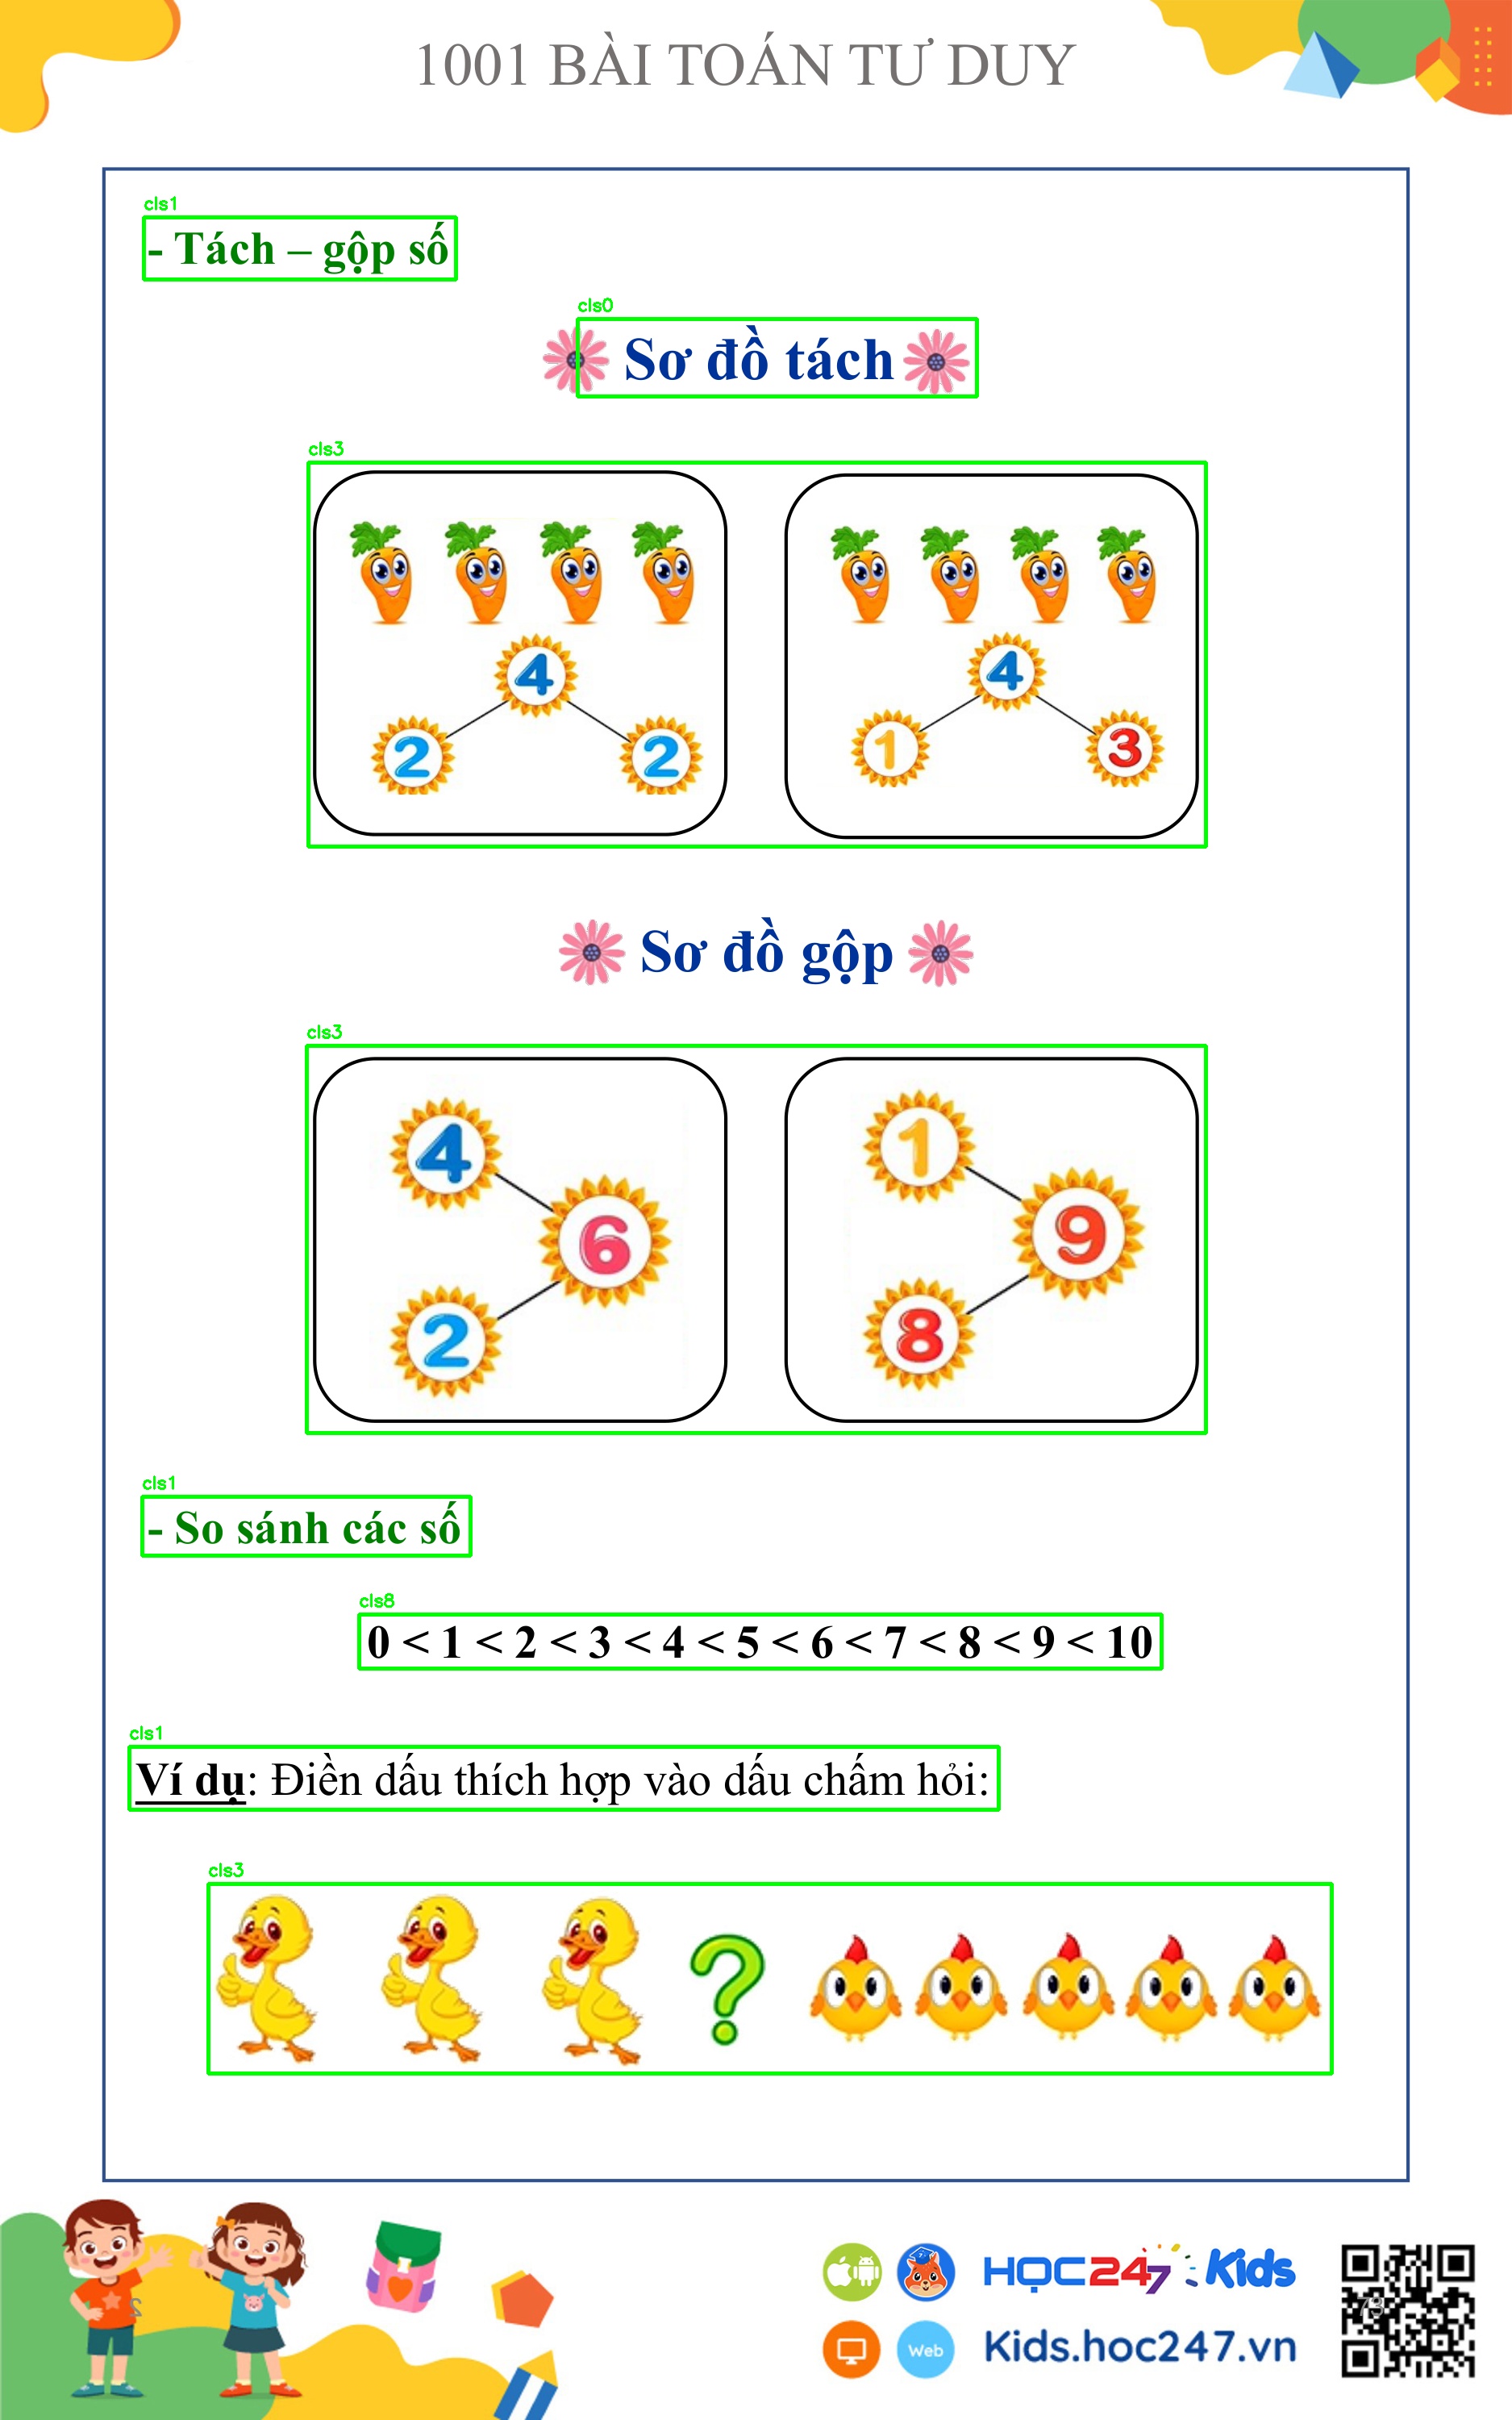 1001 BÀI TOÁN TƯ DUY
cls1
- Tách – gộp số
cls0
Sơ đồ tách
cls3
4 4
2 2 1 3
Sơ đồ gộp
cls3
4 1
6 9
2 8
cls1
- So sánh các số
cls8
0 < 1 < 2 < 3 < 4 < 5 < 6 < 7 < 8 < 9 < 10
cls1
Ví dụ: Điền dấu thích hợp vào dấu chấm hỏi:
cls3
?
HỌC247 Kids
2
73
Web Kids.hoc247.vn